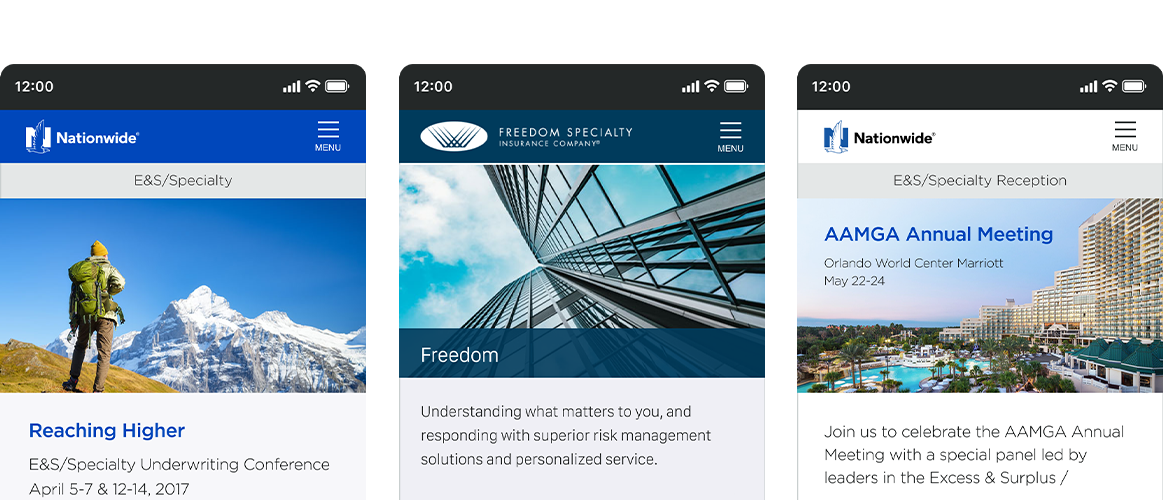 12:00
Nationwide®
MENU
E&S/Specialty
Reaching Higher
E&S/Specialty Underwriting Conference
April 5-7 & 12-14, 2017
12:00
FREEDOM SPECIALTY
INSURANCE COMPANY®
MENU
Freedom
Understanding what matters to you, and
responding with superior risk management
solutions and personalized service.
12:00
Nationwide®
MENU
E&S/Specialty Reception
AAMGA Annual Meeting
Orlando World Center Marriott
May 22-24
Join us to celebrate the AAMGA Annual
Meeting with a special panel led by
leaders in the Excess & Surplus /